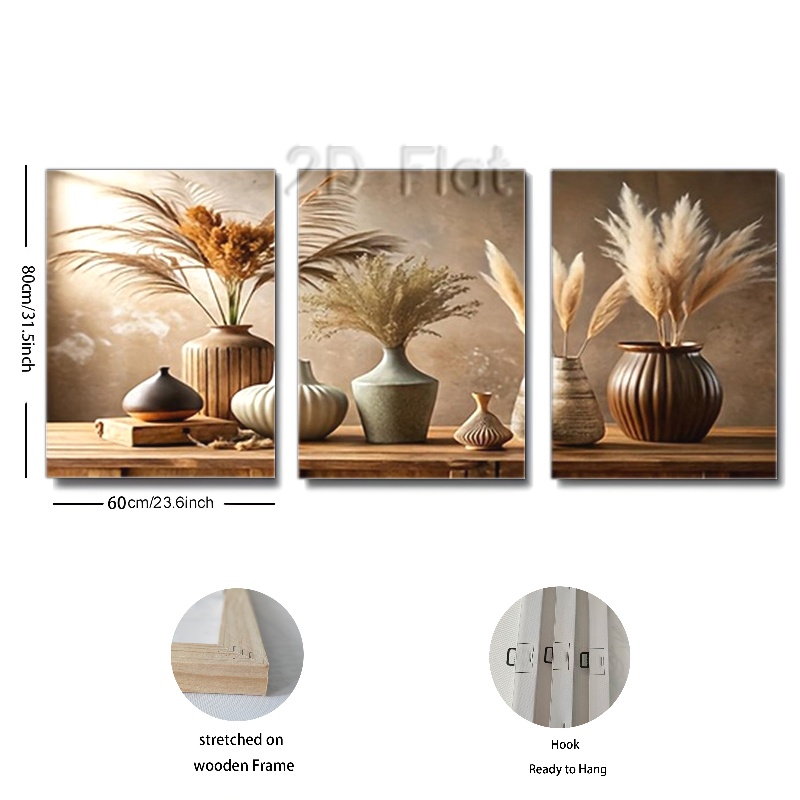 2D Flat
80cm/31.5inch
60cm/23.6inch
stretched on
wooden Frame
Hook
Ready to Hang